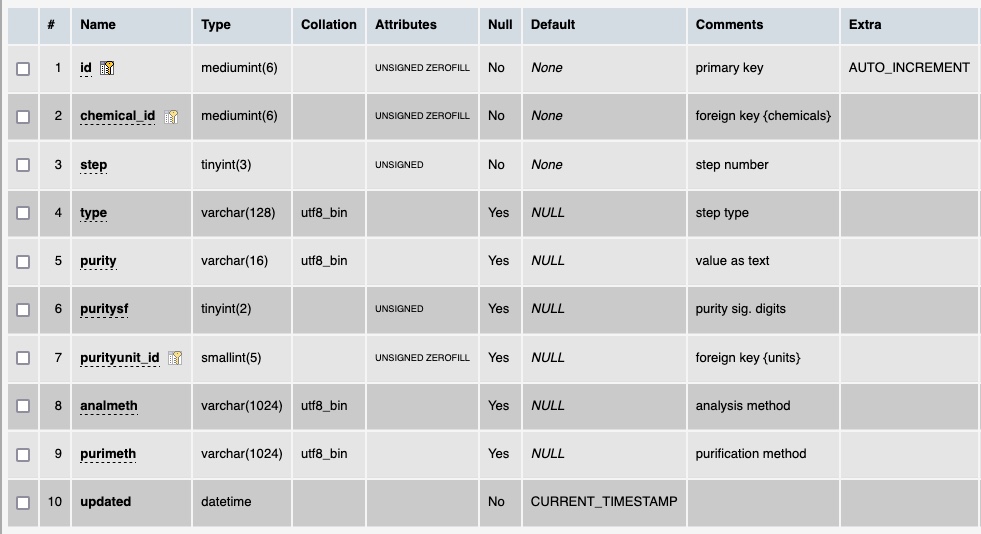 # Name Type Collation Attributes Null Default Comments Extra
1 id mediumint(6) UNSIGNED ZEROFILL No None primary key AUTO_INCREMENT
2 chemical_id mediumint(6) UNSIGNED ZEROFILL No None foreign key {chemicals}
3 step tinyint(3) UNSIGNED No None step number
4 type varchar(128) utf8_bin Yes NULL step type
5 purity varchar(16) utf8_bin Yes NULL value as text
6 puritysf tinyint(2) UNSIGNED Yes NULL purity sig. digits
7 purityunit_id smallint(5) UNSIGNED ZEROFILL Yes NULL foreign key {units}
8 analmeth varchar(1024) utf8_bin Yes NULL analysis method
9 purimeth varchar(1024) utf8_bin Yes NULL purification method
10 updated datetime No CURRENT_TIMESTAMP